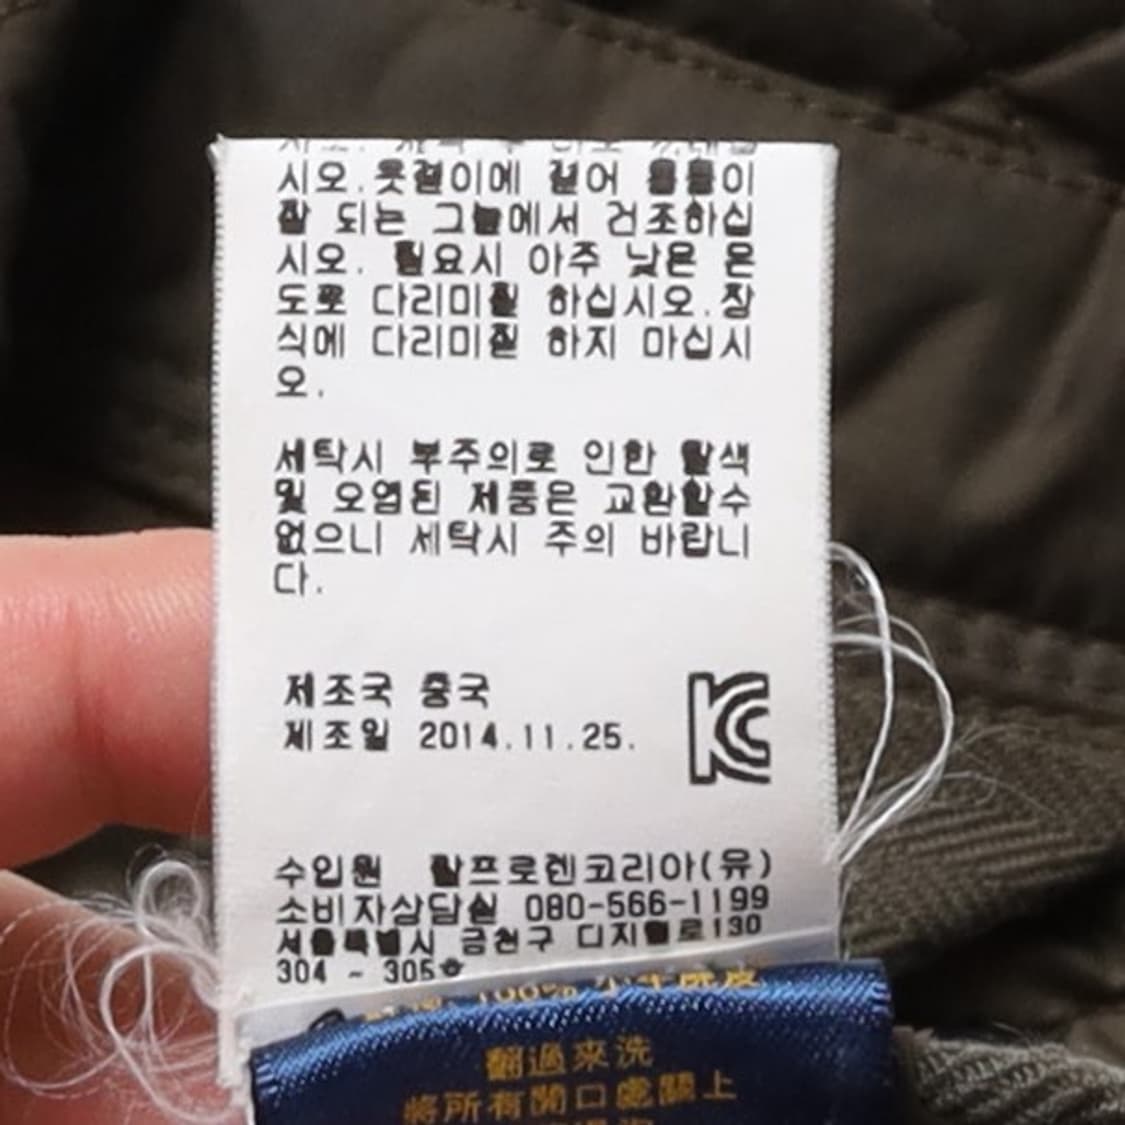 시오.옷걸이에 걸어 물들이
잘 되는 그늘에서 건조하십
시오. 필요시 아주 낮은 온
도로 다리미질 하십시오.장
식에 다리미질 하지 마십시
오.
세탁시 부주의로 인한 탈색
및 오염된 제품은 교환할수
없으니 세탁시 주의 바랍니
다.
제조국 중국
제조일 2014.11.25.
KC
수입원 랄프로렌코리아(유)
소비자상담실 080-566-1199
서울특별시 금천구 디지털로130
304 ~ 305호
100% 小牛皮
翻過來洗
將所有開口處關上